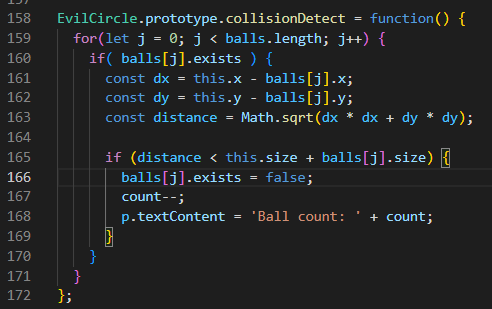 158 EvilCircle.prototype.collisionDetect = function() {
159   for(let j = 0; j < balls.length; j++) {
160     if( balls[j].exists ) {
161       const dx = this.x - balls[j].x;
162       const dy = this.y - balls[j].y;
163       const distance = Math.sqrt(dx * dx + dy * dy);
164
165       if (distance < this.size + balls[j].size) {
166         balls[j].exists = false;
167         count--;
168         p.textContent = 'Ball count: ' + count;
169       }
170     }
171   }
172 };